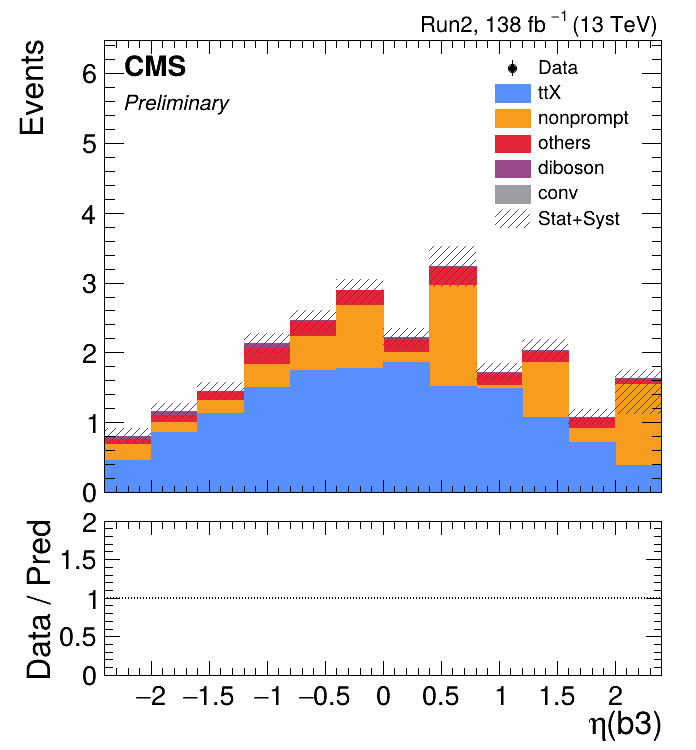 Run2, 138 fb⁻¹ (13 TeV)
CMS
Preliminary
Data
ttX
nonprompt
others
diboson
conv
Stat+Syst
Events
6
5
4
3
2
1
0
Data / Pred
2
1.5
1
0.5
0
−2 −1.5 −1 −0.5 0 0.5 1 1.5 2
η(b3)